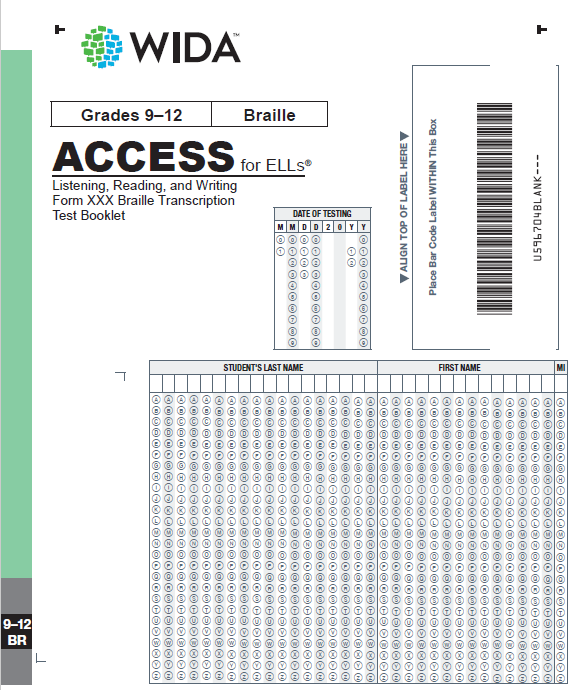 WIDA™
Grades 9–12 Braille
ACCESS for ELLs®
Listening, Reading, and Writing
Form XXX Braille Transcription
Test Booklet
DATE OF TESTING
M M D D 2 0 Y Y
ALIGN TOP OF LABEL HERE
Place Bar Code Label WITHIN This Box
U596704BLANK---
STUDENT'S LAST NAME FIRST NAME MI
A
B
C
D
E
F
G
H
I
J
K
L
M
N
O
P
Q
R
S
T
U
V
W
X
Y
Z
9–12
BR